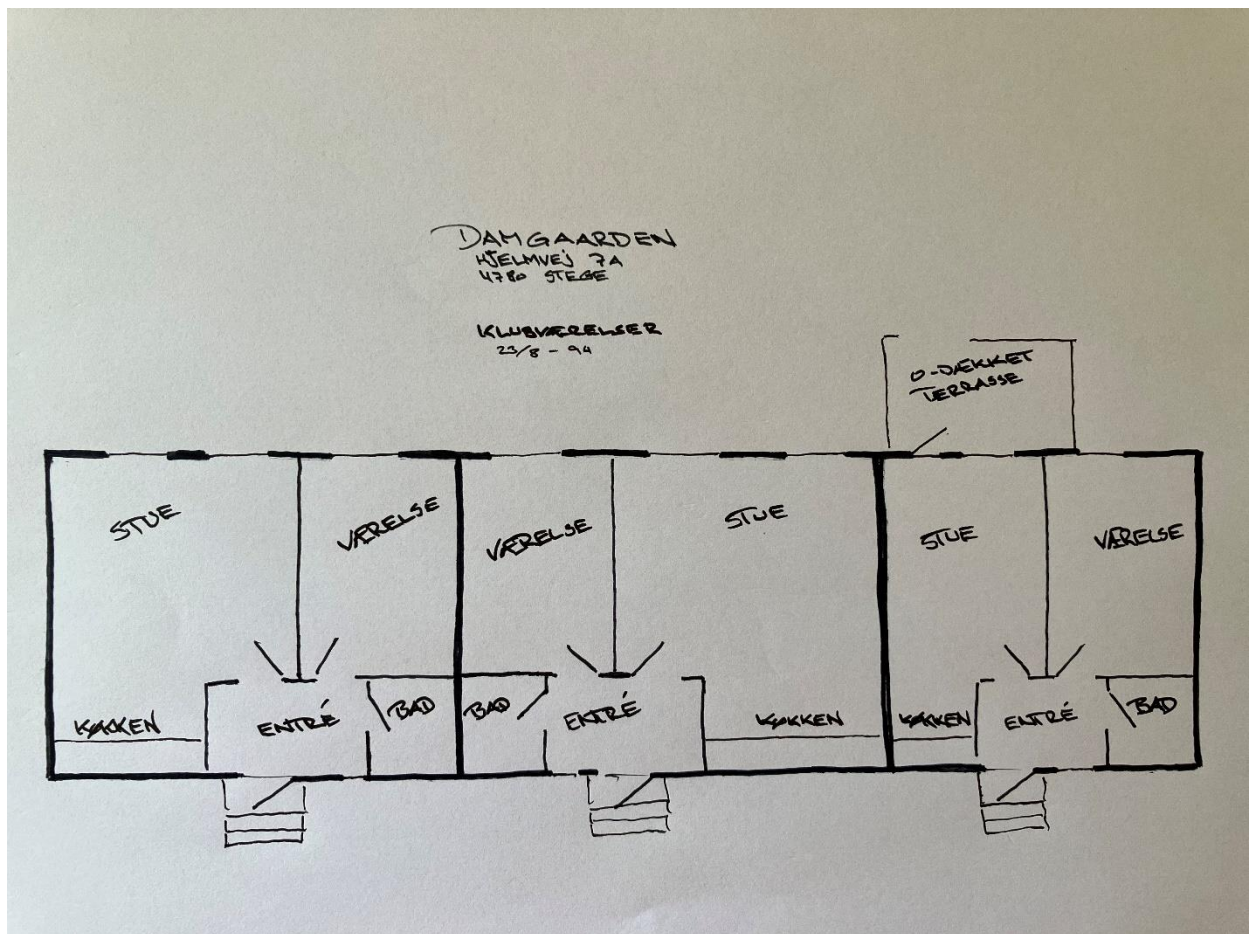 DAMGAARDEN
HJELMVEJ 7A
4780 STEGE
KLUBVÆRELSER
23/8 - 94
O-DÆKKET
TERRASSE
STUE
VÆRELSE
VÆRELSE
STUE
STUE
VÆRELSE
KØKKEN
ENTRÉ
BAD
BAD
ENTRÉ
KØKKEN
KØKKEN
ENTRÉ
BAD